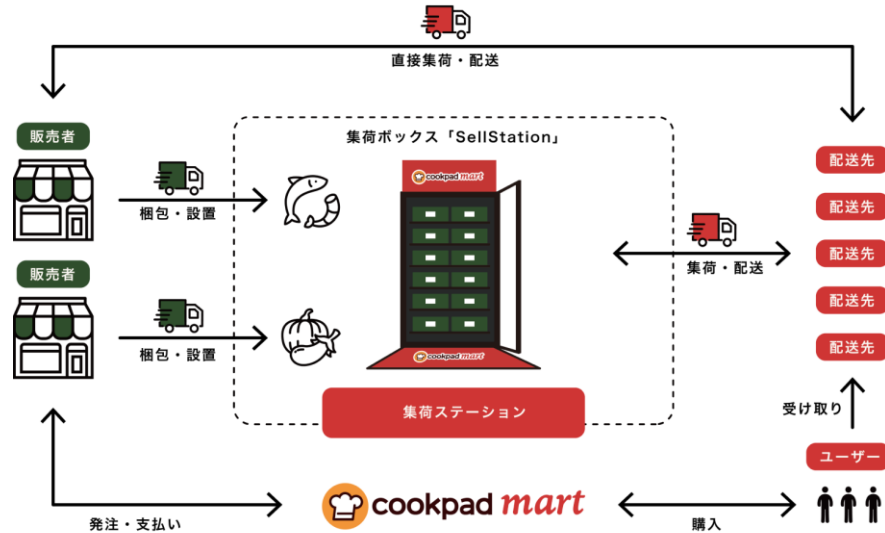 直接集荷・配送
販売者
集荷ボックス「SellStation」
cookpad mart
梱包・設置
販売者
梱包・設置
cookpad mart
集荷ステーション
集荷・配送
配送先
配送先
配送先
配送先
配送先
受け取り
ユーザー
発注・支払い
cookpad mart
購入